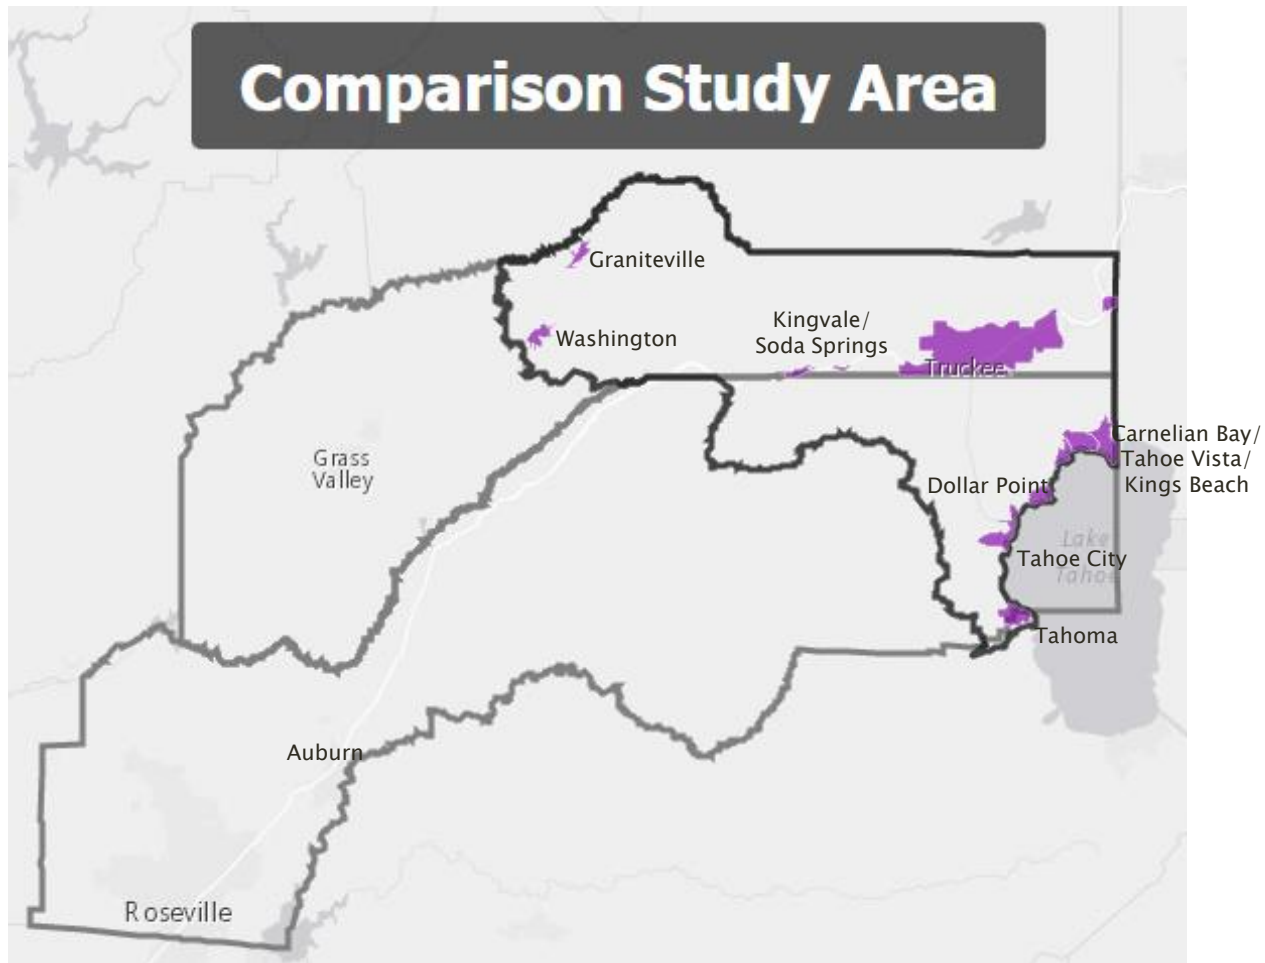 Comparison Study Area
Graniteville
Washington
Kingvale/
Soda Springs
Truckee
Carnelian Bay/
Tahoe Vista/
Kings Beach
Grass
Valley
Dollar Point
Lake
Tahoe
Tahoe City
Tahoma
Auburn
Roseville